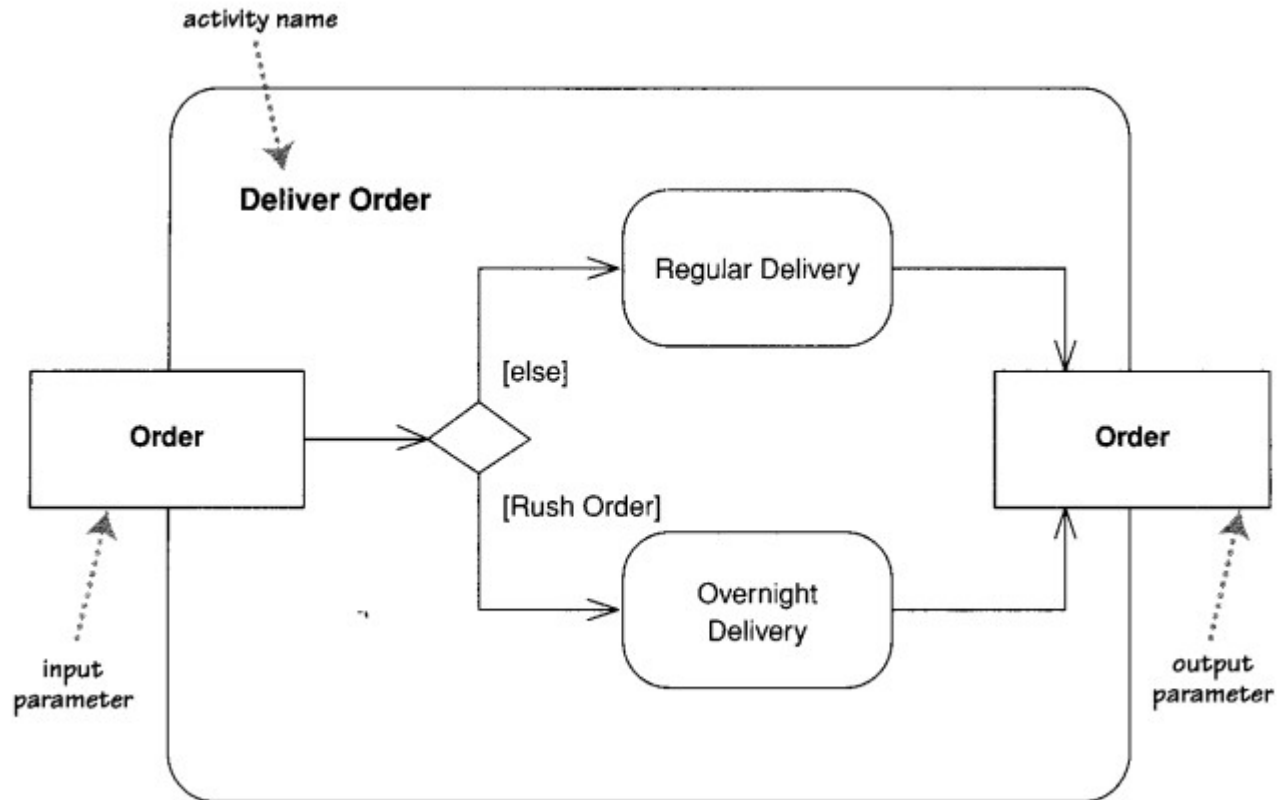 activity name
Deliver Order
Regular Delivery
[else]
Order
Order
[Rush Order]
Overnight
Delivery
input
parameter
output
parameter